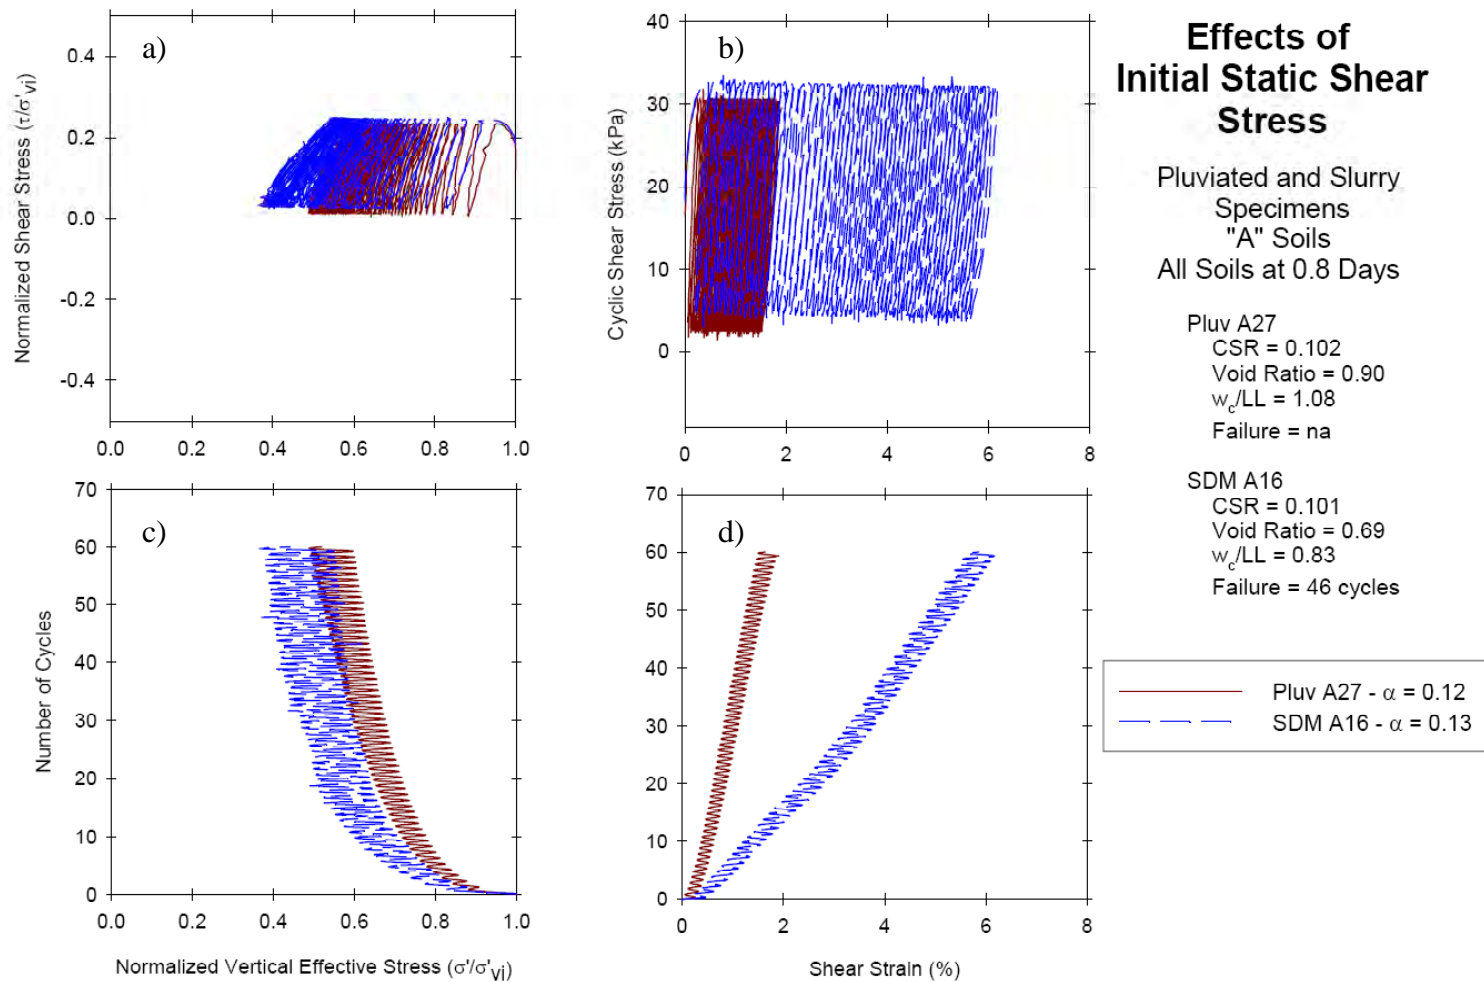 a)
0.4
0.2
0.0
-0.2
-0.4
Normalized Shear Stress (τ/σ'vi)
0.0 0.2 0.4 0.6 0.8 1.0
b)
40
30
20
10
0
Cyclic Shear Stress (kPa)
0 2 4 6 8
c)
70
60
50
40
30
20
10
0
Number of Cycles
0.0 0.2 0.4 0.6 0.8 1.0
Normalized Vertical Effective Stress (σ'/σ'vi)
d)
70
60
50
40
30
20
10
0
0 2 4 6 8
Shear Strain (%)
Effects of
Initial Static Shear
Stress
Pluviated and Slurry
Specimens
"A" Soils
All Soils at 0.8 Days
Pluv A27
CSR = 0.102
Void Ratio = 0.90
wc/LL = 1.08
Failure = na
SDM A16
CSR = 0.101
Void Ratio = 0.69
wc/LL = 0.83
Failure = 46 cycles
Pluv A27 - α = 0.12
SDM A16 - α = 0.13